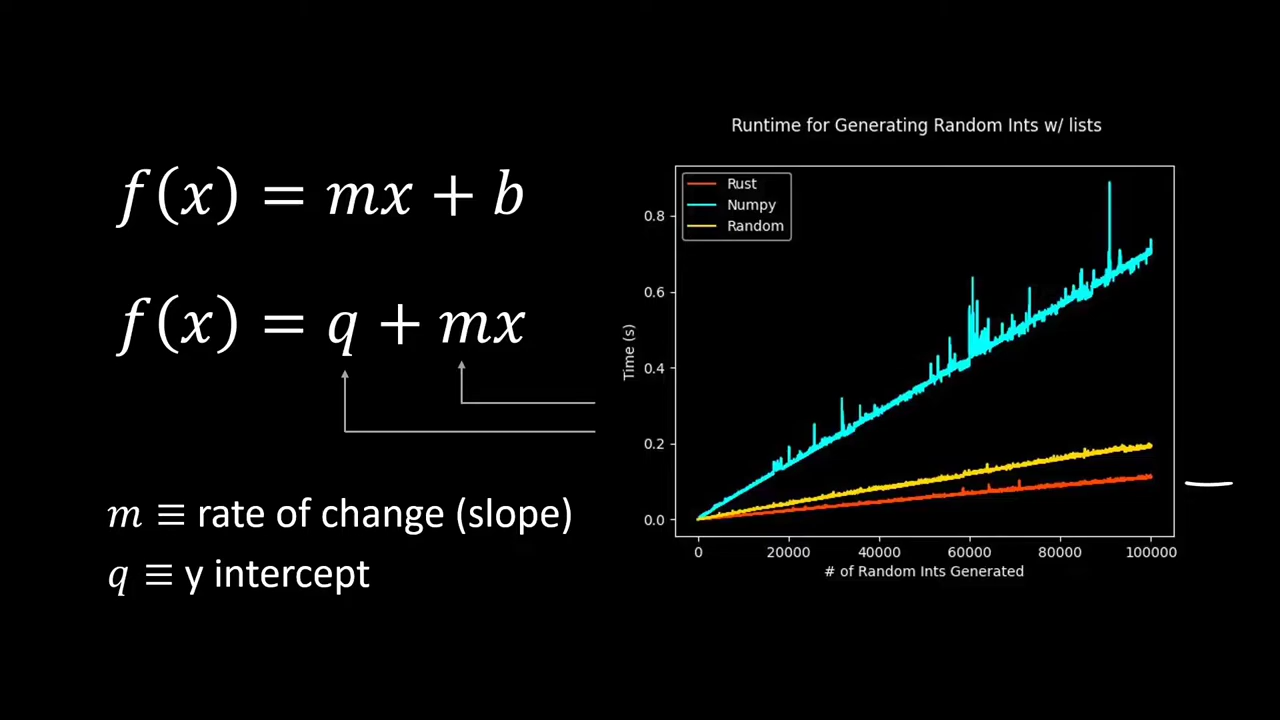 f(x) = mx + b
f(x) = q + mx
m ≡ rate of change (slope)
q ≡ y intercept
Runtime for Generating Random Ints w/ lists
Rust
Numpy
Random
Time (s)
0.8
0.6
0.4
0.2
0.0
0 20000 40000 60000 80000 100000
# of Random Ints Generated